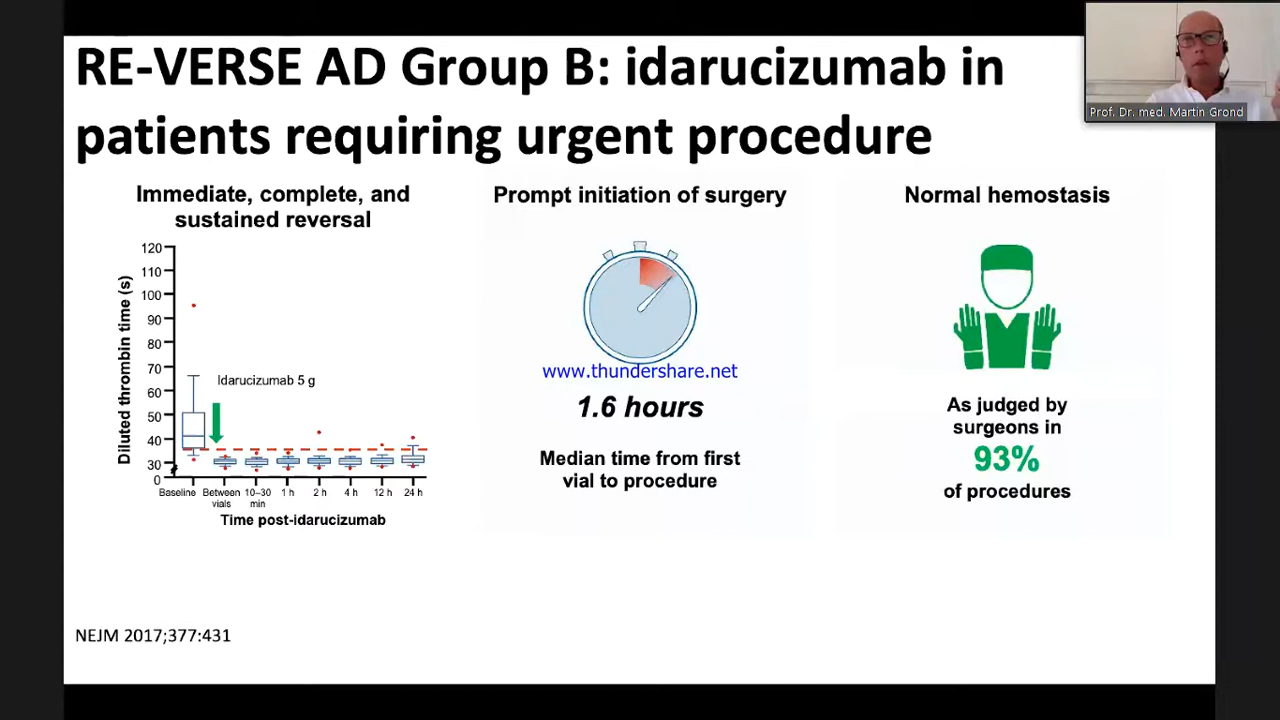 RE-VERSE AD Group B: idarucizumab in
patients requiring urgent procedure
Prof. Dr. med. Martin Grond
Immediate, complete, and
sustained reversal
Diluted thrombin time (s)
120
110
100
90
80
70
60
50
40
30
0
Idarucizumab 5 g
Baseline
Between
vials
10–30
min
1 h
2 h
4 h
12 h
24 h
Time post-idarucizumab
Prompt initiation of surgery
www.thundershare.net
1.6 hours
Median time from first
vial to procedure
Normal hemostasis
As judged by
surgeons in
93%
of procedures
NEJM 2017;377:431